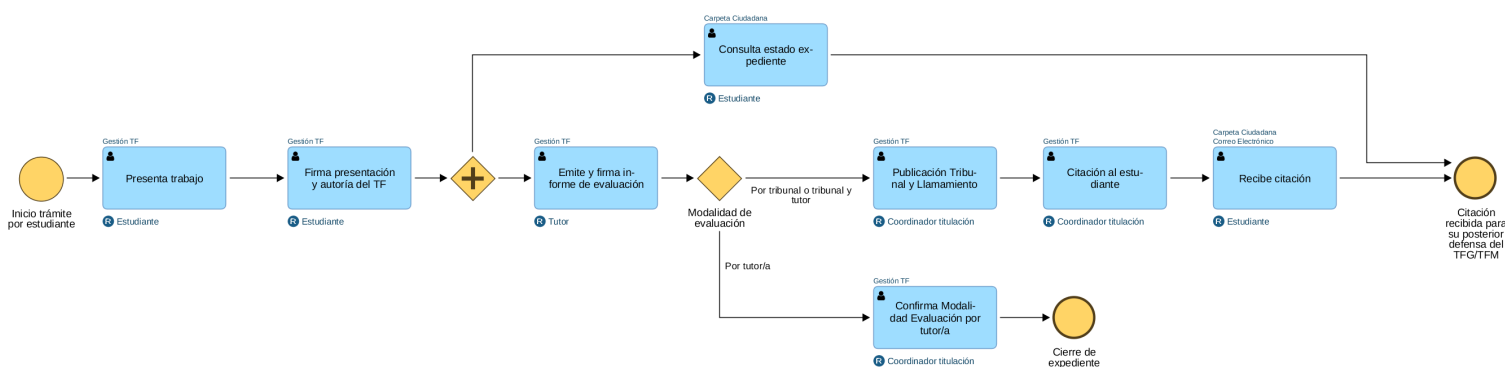 Carpeta Ciudadana
Consulta estado ex-
pediente
R Estudiante
Inicio trámite
por estudiante
Gestión TF
Presenta trabajo
R Estudiante
Gestión TF
Firma presentación
y autoría del TF
R Estudiante
Gestión TF
Emite y firma in-
forme de evaluación
R Tutor
Modalidad de
evaluación
Por tribunal o tribunal y
tutor
Gestión TF
Publicación Tribu-
nal y Llamamiento
R Coordinador titulación
Gestión TF
Citación al estu-
diante
R Coordinador titulación
Carpeta Ciudadana
Correo Electrónico
Recibe citación
R Estudiante
Citación
recibida para
su posterior
defensa del
TFG/TFM
Por tutor/a
Gestión TF
Confirma Modali-
dad Evaluación por
tutor/a
R Coordinador titulación
Cierre de
expediente